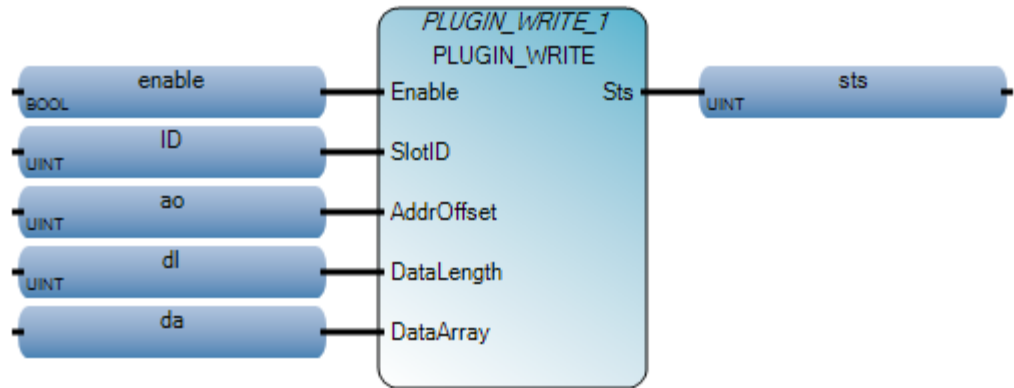 PLUGIN_WRITE_1
PLUGIN_WRITE
enable
BOOL
Enable
Sts
sts
UINT
ID
UINT
SlotID
ao
UINT
AddrOffset
dl
UINT
DataLength
da
DataArray